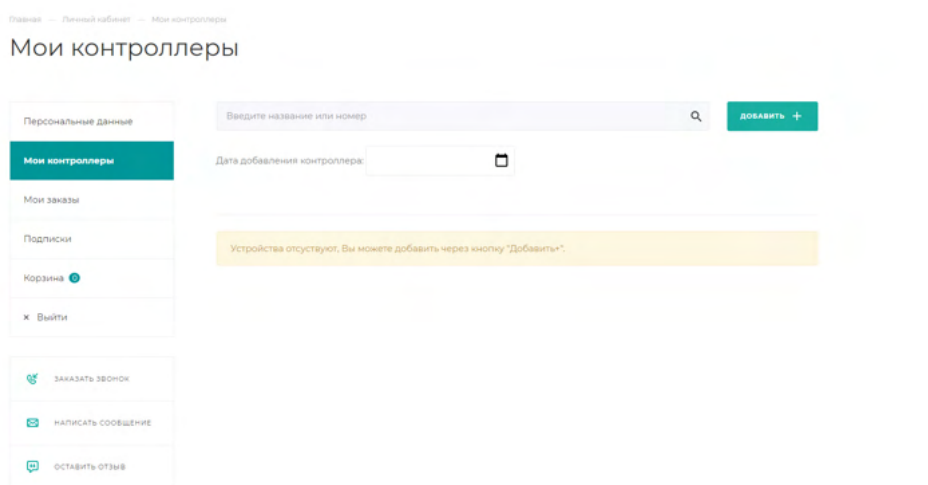 Главная — Личный кабинет — Мои контроллеры
Мои контроллеры
Персональные данные
Мои контроллеры
Мои заказы
Подписки
Корзина 0
× Выйти
ЗАКАЗАТЬ ЗВОНОК
НАПИСАТЬ СООБЩЕНИЕ
ОСТАВИТЬ ОТЗЫВ
Введите название или номер
ДОБАВИТЬ +
Дата добавления контроллера:
Устройства отсуствуют, Вы можете добавить через кнопку "Добавить+".